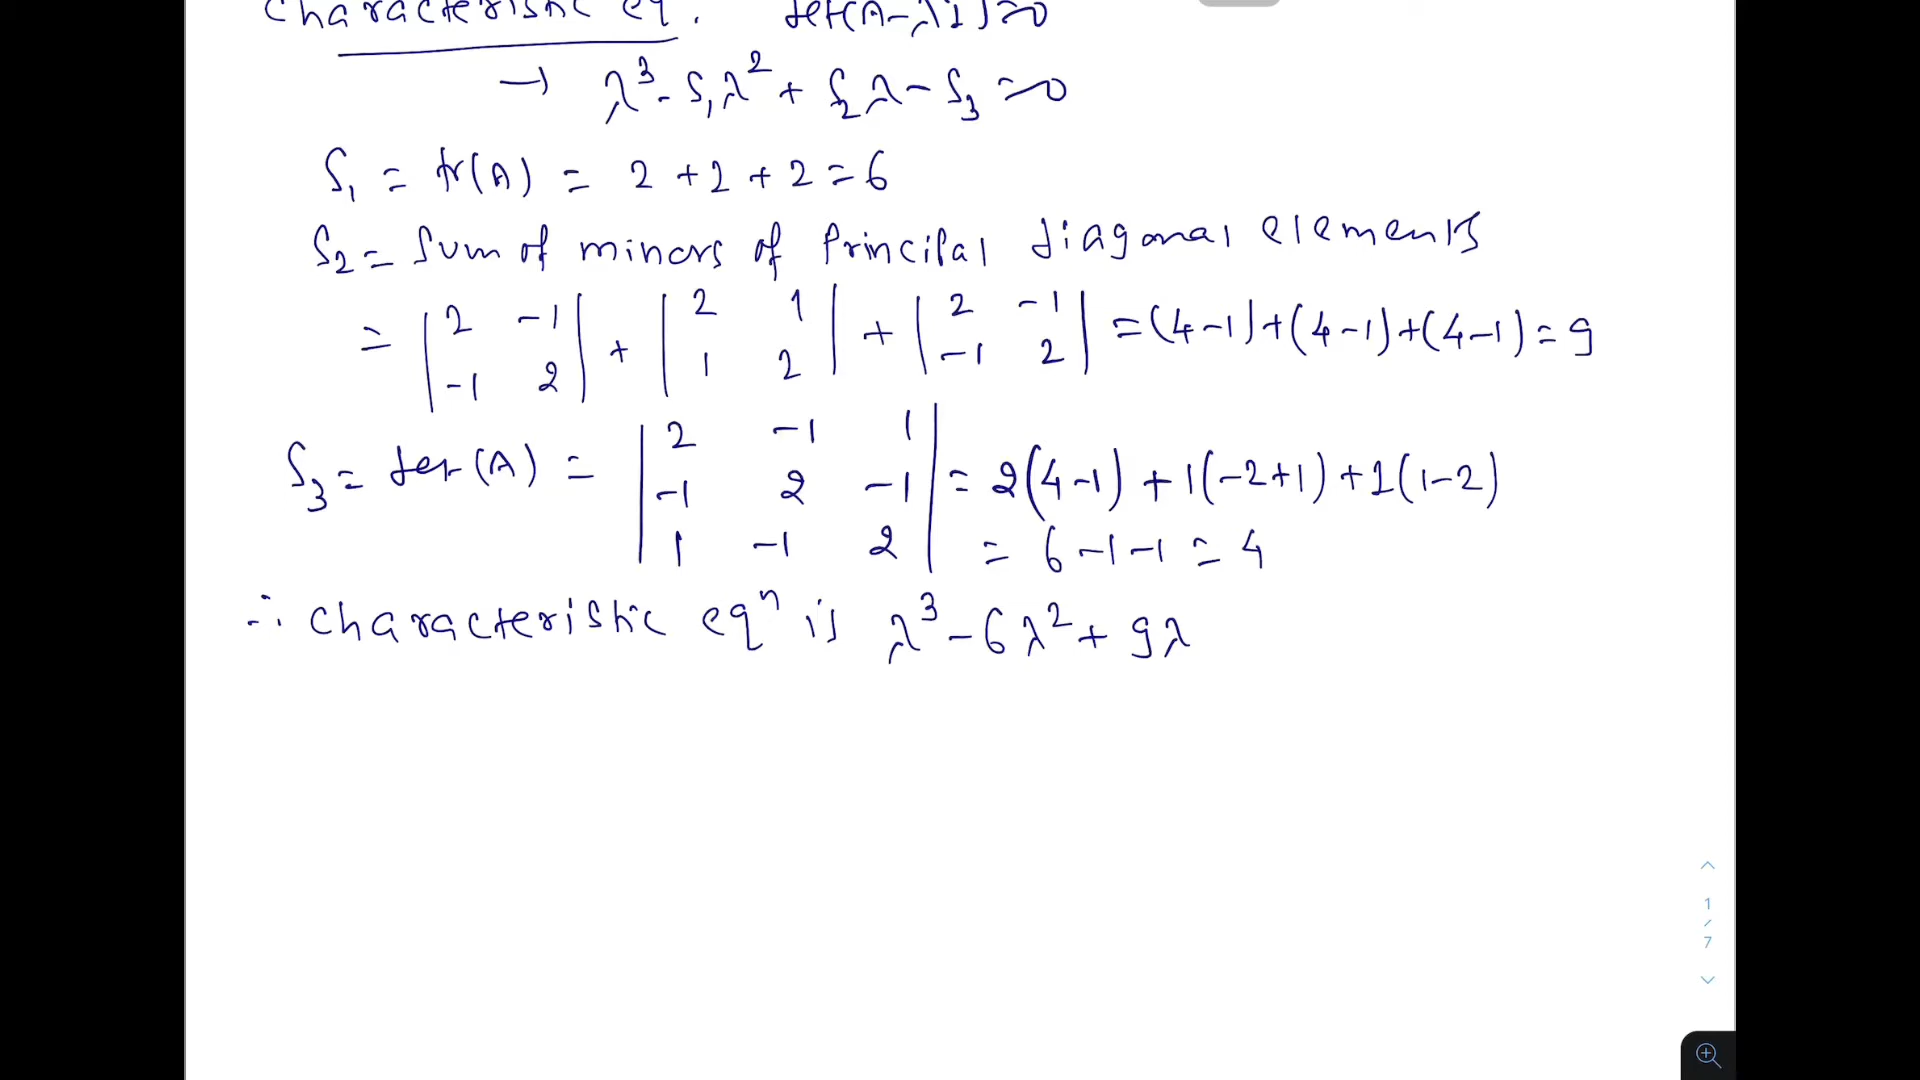 characteristic eq. det(A-λI)=0
→ λ³-S₁λ²+S₂λ-S₃=0
S₁ = tr(A) = 2+2+2=6
S₂ = Sum of minors of Principal diagonal elements
= |2 -1; -1 2| + |2 1; 1 2| + |2 -1; -1 2| =(4-1)+(4-1)+(4-1)=9
S₃= det(A) = |2 -1 1; -1 2 -1; 1 -1 2| = 2(4-1)+1(-2+1)+1(1-2)
= 6-1-1 = 4
∴ characteristic eqⁿ is λ³-6λ²+9λ
1
/
7